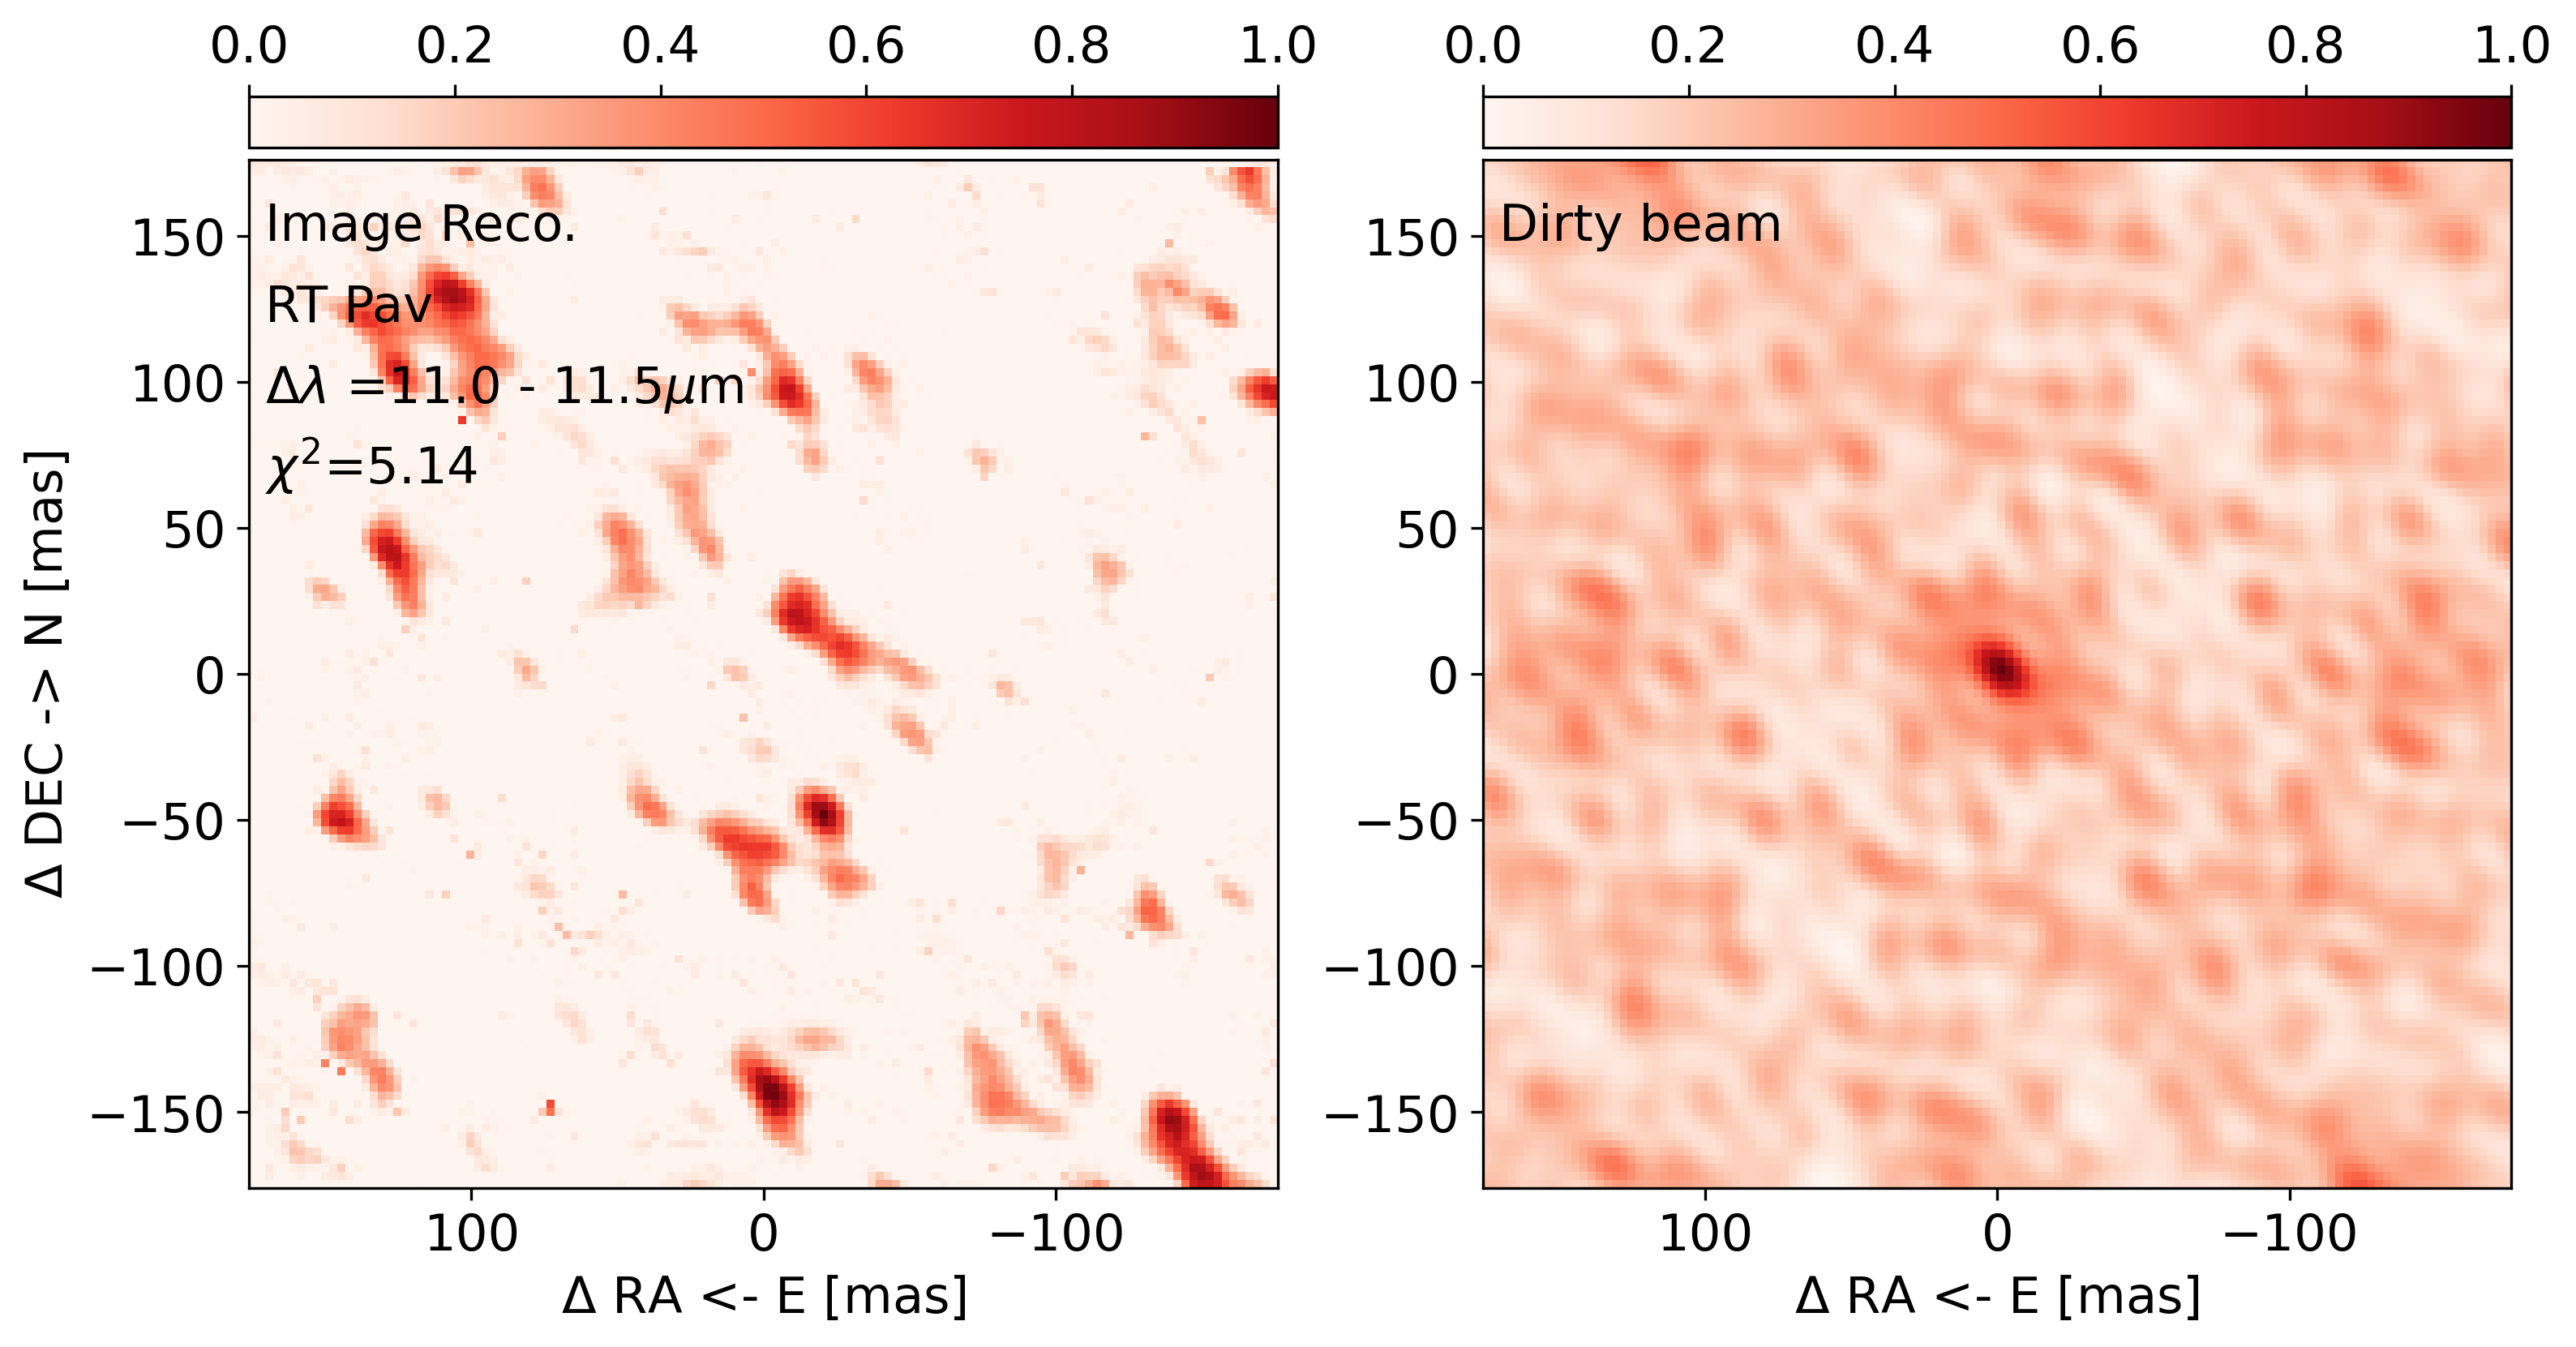 0.0 0.2 0.4 0.6 0.8 1.0
0.0 0.2 0.4 0.6 0.8 1.0
Image Reco.
RT Pav
Δλ =11.0 - 11.5μm
χ²=5.14
150
100
50
0
−50
−100
−150
Δ DEC -> N [mas]
100 0 −100
Δ RA <- E [mas]
Dirty beam
150
100
50
0
−50
−100
−150
100 0 −100
Δ RA <- E [mas]